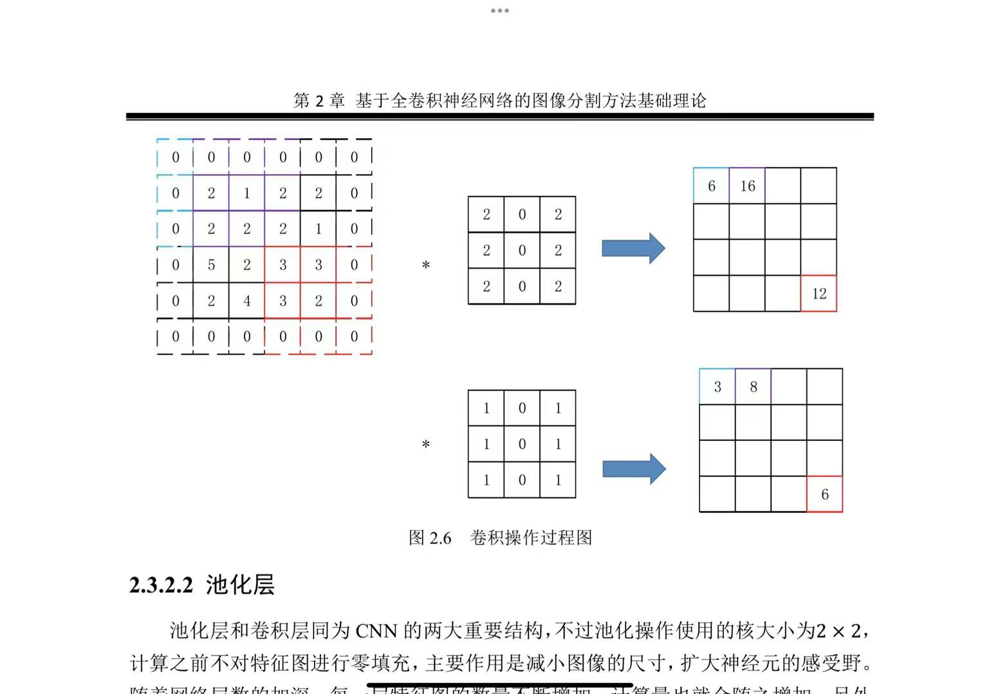 第 2 章 基于全卷积神经网络的图像分割方法基础理论
0 0 0 0 0 0
0 2 1 2 2 0
0 2 2 2 1 0
0 5 2 3 3 0
0 2 4 3 2 0
0 0 0 0 0 0
*
2 0 2
2 0 2
2 0 2
6 16
12
*
1 0 1
1 0 1
1 0 1
3 8
6
图 2.6 卷积操作过程图
2.3.2.2 池化层
池化层和卷积层同为 CNN 的两大重要结构，不过池化操作使用的核大小为2 × 2，
计算之前不对特征图进行零填充，主要作用是减小图像的尺寸，扩大神经元的感受野。
随着网络层数的加深，每一层特征图的数量不断增加，计算量也就会随之增加。另外